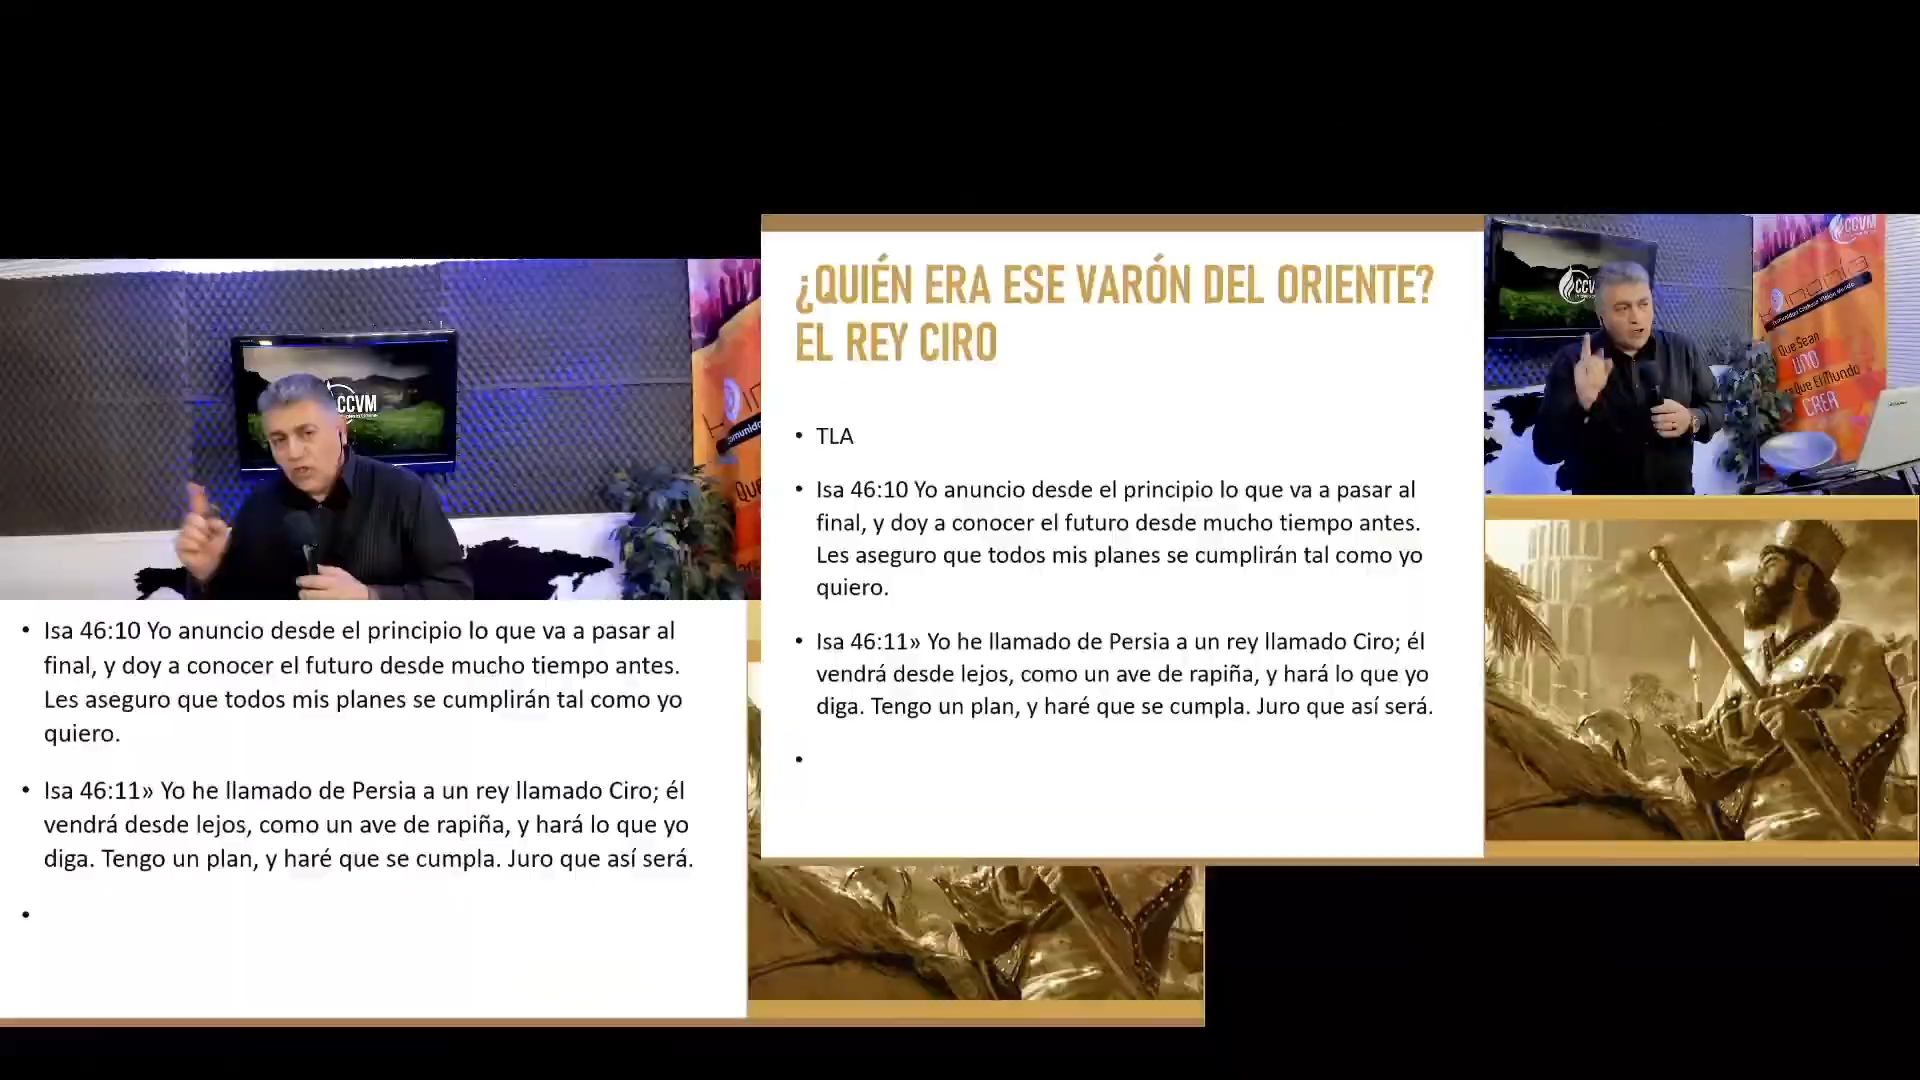 CCVM
Que
• Isa 46:10 Yo anuncio desde el principio lo que va a pasar al
final, y doy a conocer el futuro desde mucho tiempo antes.
Les aseguro que todos mis planes se cumplirán tal como yo
quiero.
• Isa 46:11» Yo he llamado de Persia a un rey llamado Ciro; él
vendrá desde lejos, como un ave de rapiña, y hará lo que yo
diga. Tengo un plan, y haré que se cumpla. Juro que así será.
•
¿QUIÉN ERA ESE VARÓN DEL ORIENTE?
EL REY CIRO
• TLA
• Isa 46:10 Yo anuncio desde el principio lo que va a pasar al
final, y doy a conocer el futuro desde mucho tiempo antes.
Les aseguro que todos mis planes se cumplirán tal como yo
quiero.
• Isa 46:11» Yo he llamado de Persia a un rey llamado Ciro; él
vendrá desde lejos, como un ave de rapiña, y hará lo que yo
diga. Tengo un plan, y haré que se cumpla. Juro que así será.
•
CCVM
Que Sean
UNO
Que El Mundo
CREA